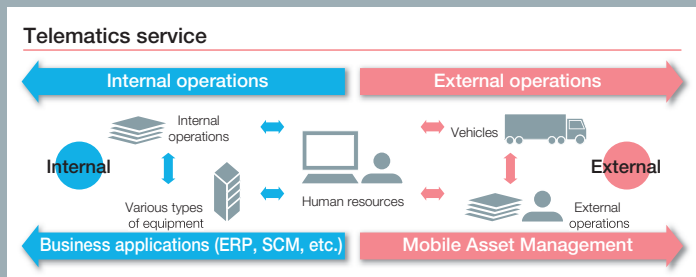 Telematics service
Internal operations
External operations
Internal
operations
Vehicles
Internal
External
Various types
of equipment
Human resources
External
operations
Business applications (ERP, SCM, etc.)
Mobile Asset Management